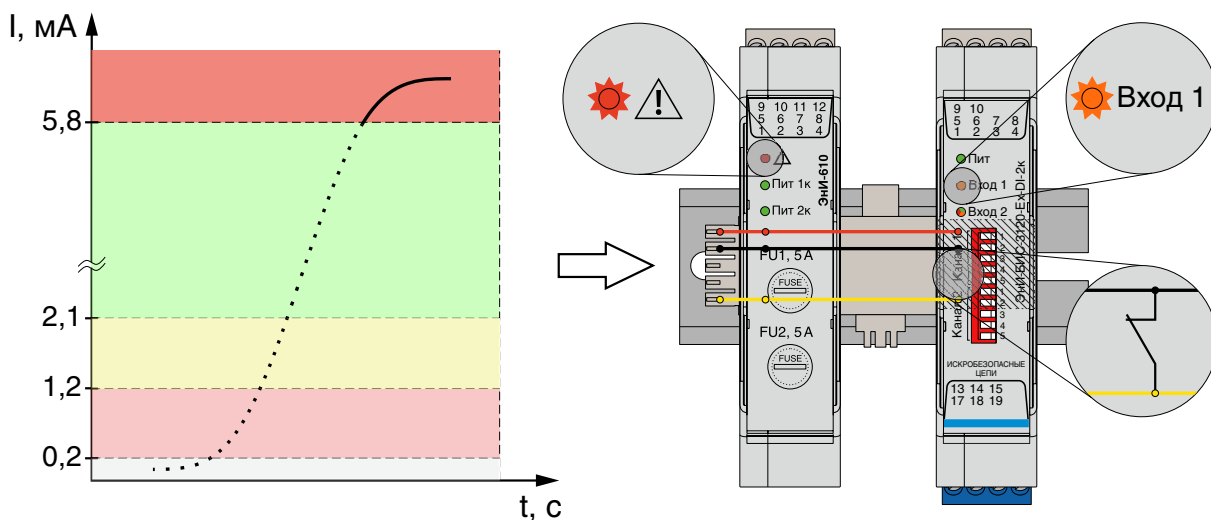 I, мА
5,8
2,1
1,2
0,2
t, с
9 10 11 12
5 6 7 8
1 2 3 4
Пит 1к
Пит 2к
ЭнИ-610
FU1, 5 А
FUSE
FU2, 5 А
FUSE
9 10
5 6 7 8
1 2 3 4
Пит
Вход 1
Вход 2
ЭнИ-БИС-3120-Ex-DI-2к
Канал 1
Канал 2
3
4
5
ИСКРОБЕЗОПАСНЫЕ
ЦЕПИ
13 14 15
17 18 19
Вход 1